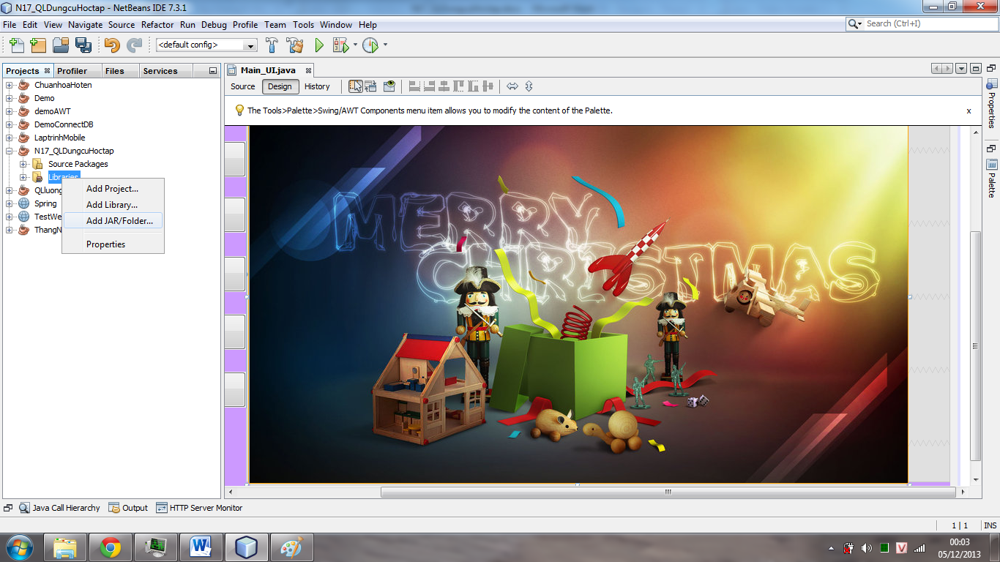 N17_QLDungcuHoctap - NetBeans IDE 7.3.1
File Edit View Navigate Source Refactor Run Debug Profile Team Tools Window Help
Search (Ctrl+I)
<default config>
Projects Profiler Files Services
ChuanhoaHoten
Demo
demoAWT
DemoConnectDB
LaptrinhMobile
N17_QLDungcuHoctap
Source Packages
Libraries
QLluong
Spring
TestWe
ThangN
Add Project...
Add Library...
Add JAR/Folder...
Properties
Main_UI.java
Source Design History
The Tools>Palette>Swing/AWT Components menu item allows you to modify the content of the Palette.
x
MERRY
CHRISTMAS
Properties
Palette
Java Call Hierarchy Output HTTP Server Monitor
1 | 1 INS
00:03
05/12/2013